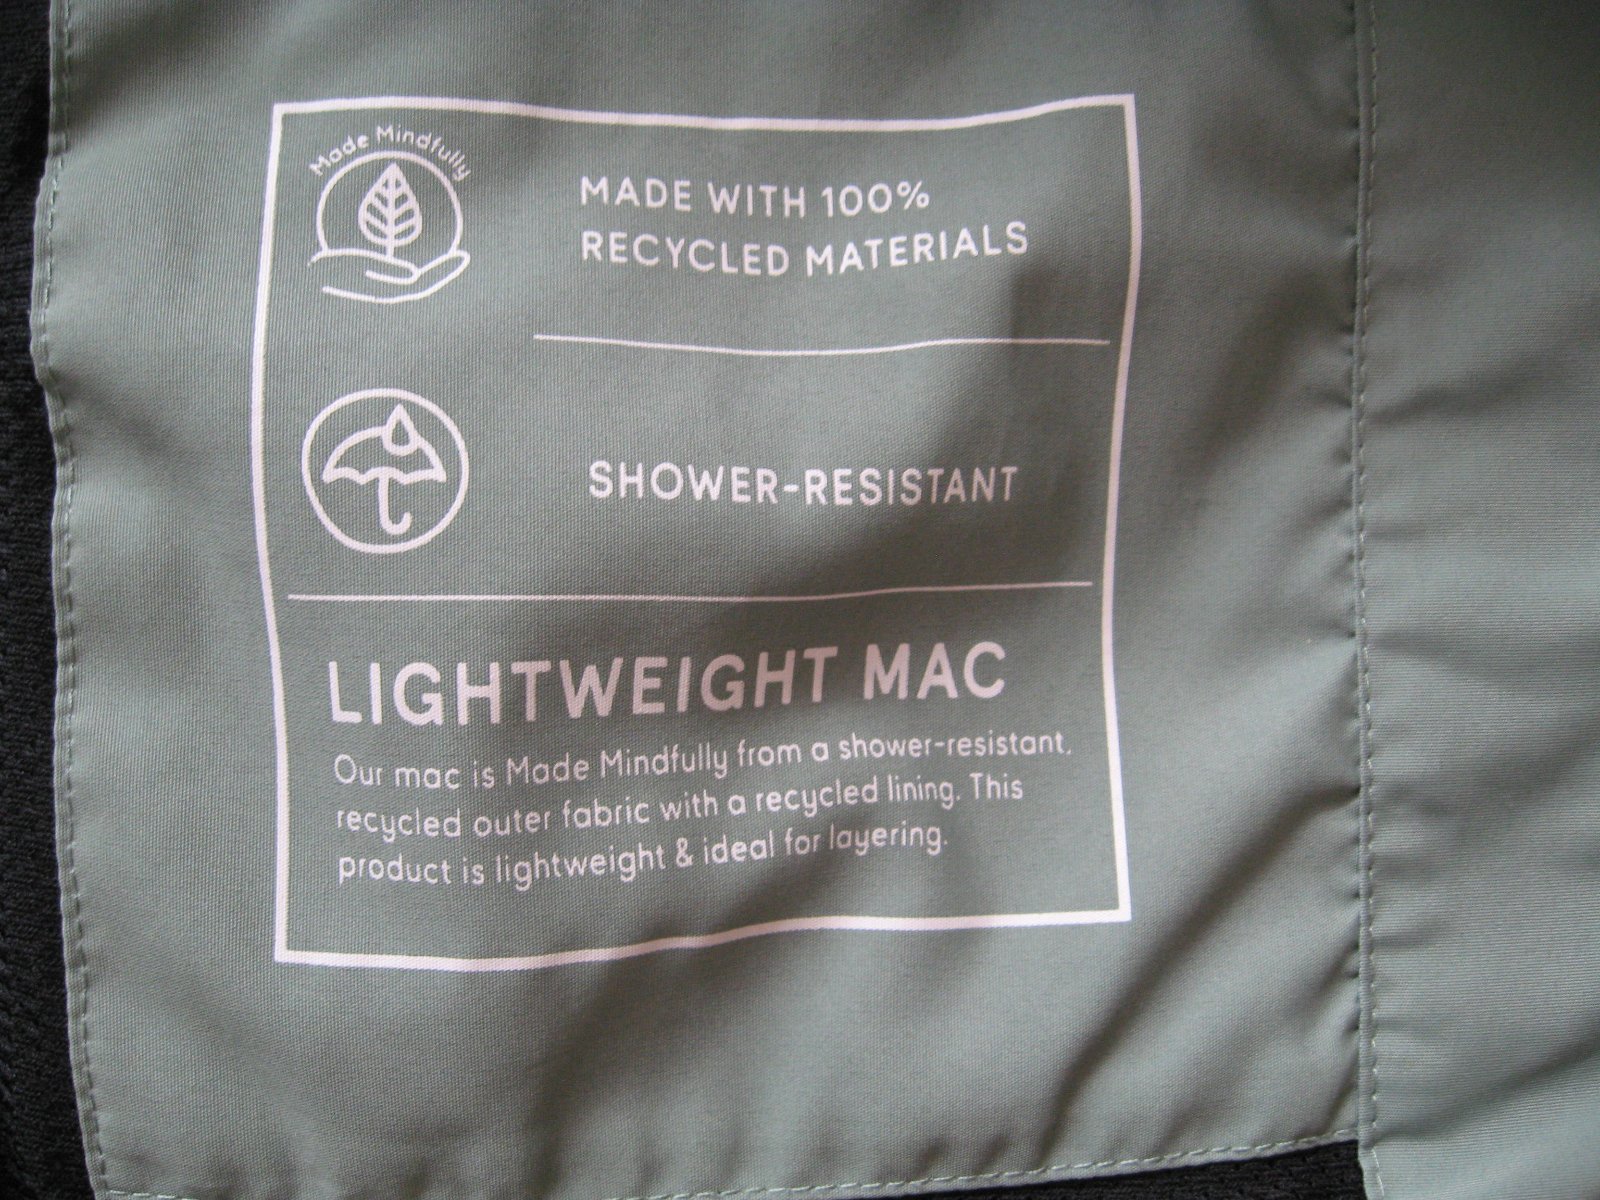 Made Mindfully
MADE WITH 100%
RECYCLED MATERIALS
SHOWER-RESISTANT
LIGHTWEIGHT MAC
Our mac is Made Mindfully from a shower-resistant,
recycled outer fabric with a recycled lining. This
product is lightweight & ideal for layering.